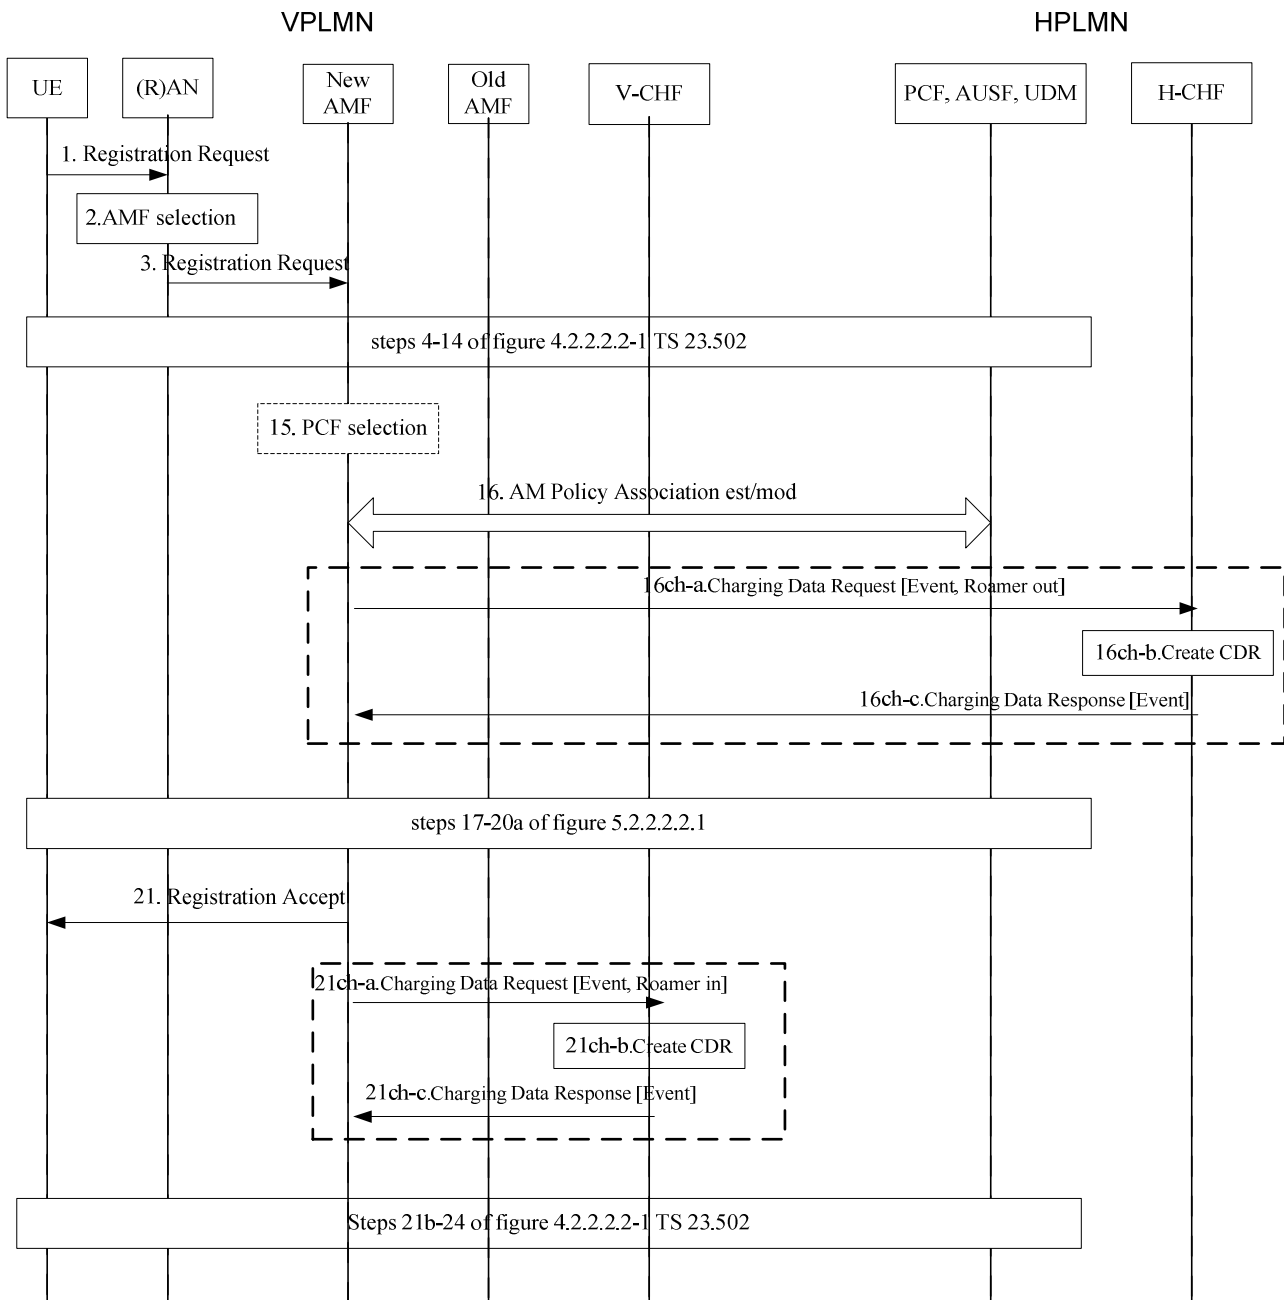 VPLMN
HPLMN
UE
(R)AN
New
AMF
Old
AMF
V-CHF
PCF, AUSF, UDM
H-CHF
1. Registration Request
2.AMF selection
3. Registration Request
steps 4-14 of figure 4.2.2.2.2-1 TS 23.502
15. PCF selection
16. AM Policy Association est/mod
16ch-a.Charging Data Request [Event, Roamer out]
16ch-b.Create CDR
16ch-c.Charging Data Response [Event]
steps 17-20a of figure 5.2.2.2.2.1
21. Registration Accept
21ch-a.Charging Data Request [Event, Roamer in]
21ch-b.Create CDR
21ch-c.Charging Data Response [Event]
Steps 21b-24 of figure 4.2.2.2.2-1 TS 23.502